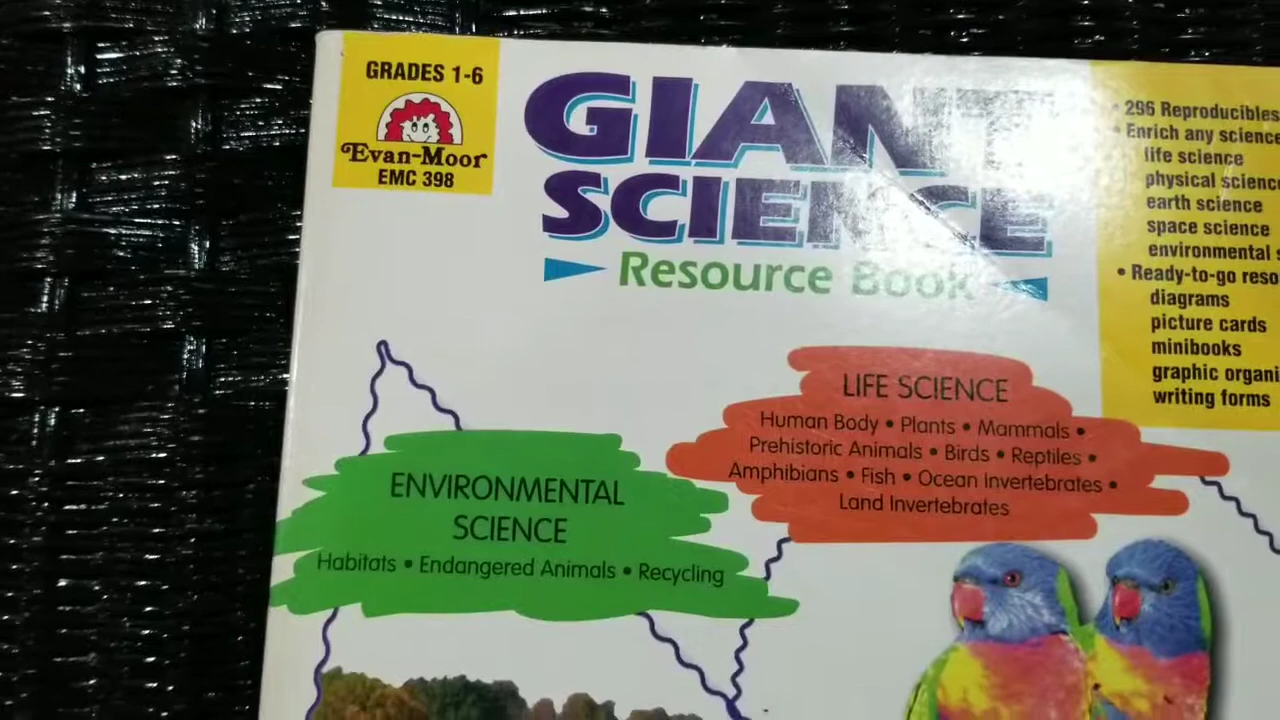 GRADES 1-6
Evan-Moor
EMC 398
GIANT
SCIENCE
Resource Book
• 296 Reproducibles
• Enrich any science
life science
physical science
earth science
space science
environmental
• Ready-to-go
diagrams
picture cards
minibooks
graphic
writing forms
LIFE SCIENCE
Human Body • Plants • Mammals •
Prehistoric Animals • Birds • Reptiles •
Amphibians • Fish • Ocean Invertebrates •
Land Invertebrates
ENVIRONMENTAL
SCIENCE
Habitats • Endangered Animals • Recycling